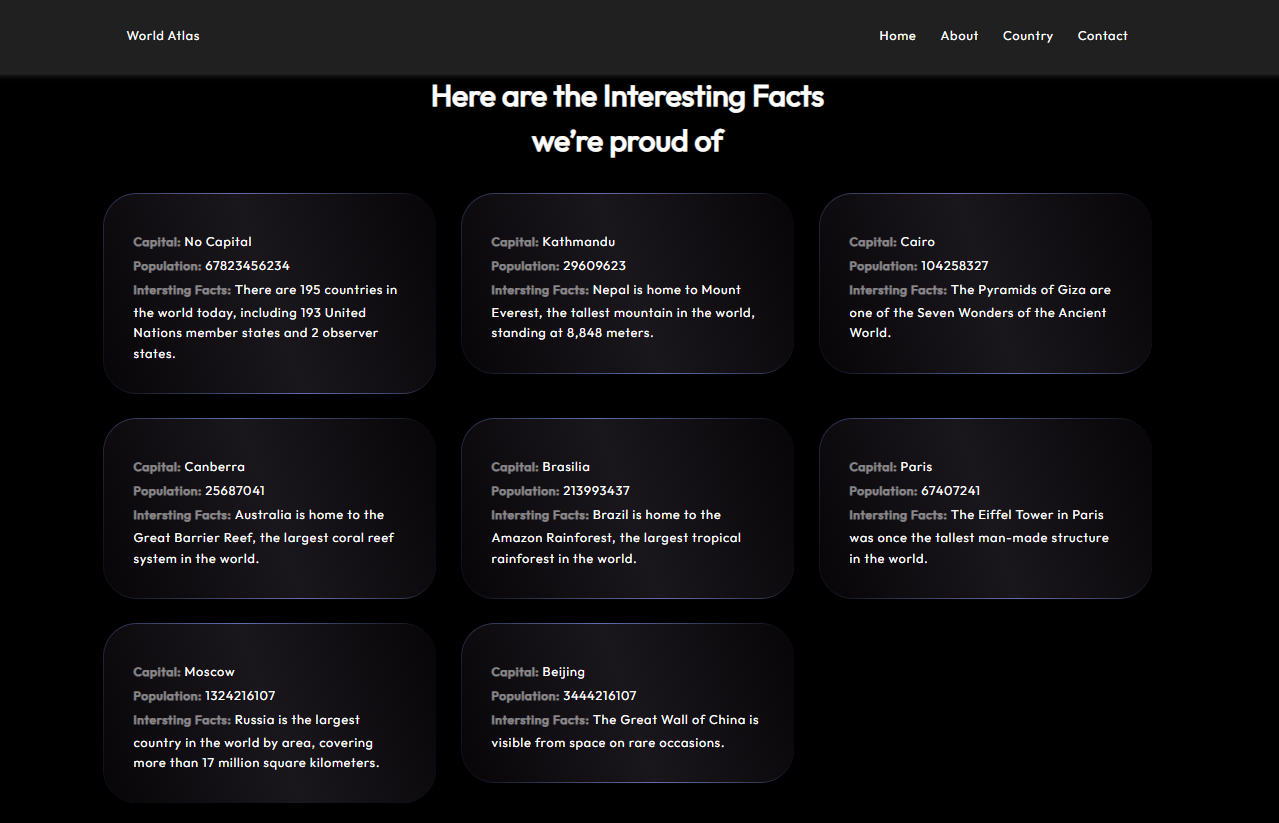 World Atlas
Home About Country Contact
Here are the Interesting Facts
we're proud of
Capital: No Capital
Population: 67823456234
Intersting Facts: There are 195 countries in
the world today, including 193 United
Nations member states and 2 observer
states.
Capital: Kathmandu
Population: 29609623
Intersting Facts: Nepal is home to Mount
Everest, the tallest mountain in the world,
standing at 8,848 meters.
Capital: Cairo
Population: 104258327
Intersting Facts: The Pyramids of Giza are
one of the Seven Wonders of the Ancient
World.
Capital: Canberra
Population: 25687041
Intersting Facts: Australia is home to the
Great Barrier Reef, the largest coral reef
system in the world.
Capital: Brasilia
Population: 213993437
Intersting Facts: Brazil is home to the
Amazon Rainforest, the largest tropical
rainforest in the world.
Capital: Paris
Population: 67407241
Intersting Facts: The Eiffel Tower in Paris
was once the tallest man-made structure
in the world.
Capital: Moscow
Population: 1324216107
Intersting Facts: Russia is the largest
country in the world by area, covering
more than 17 million square kilometers.
Capital: Beijing
Population: 3444216107
Intersting Facts: The Great Wall of China is
visible from space on rare occasions.